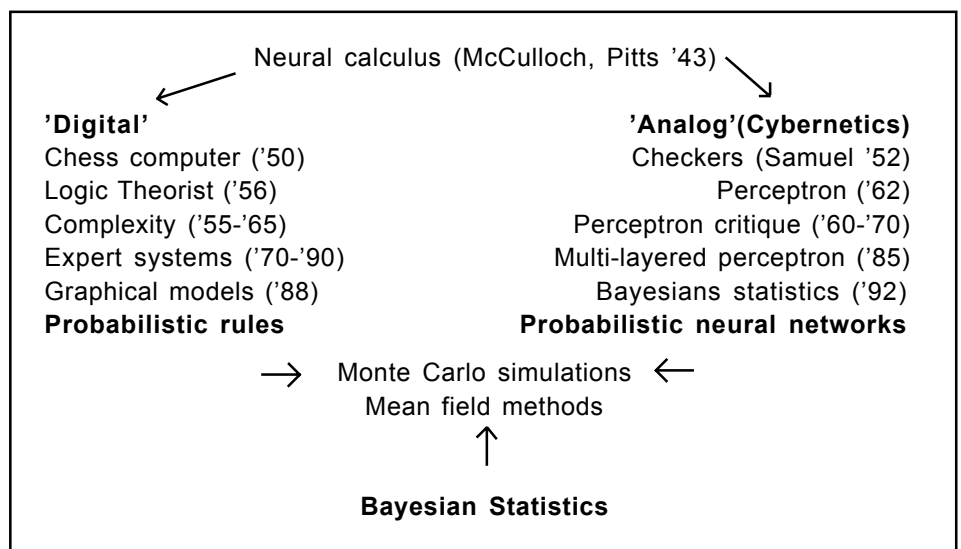 Neural calculus (McCulloch, Pitts '43)
’Digital'
Chess computer ('50)
Logic Theorist (’56)
Complexity (’55-’65)
Expert systems (’70-’90)
Graphical models (’88)
Probabilistic rules
'Analog'(Cybernetics)
Checkers (Samuel ’52)
Perceptron (’62)
Perceptron critique (’60-’70)
Multi-layered perceptron (’85)
Bayesians statistics (’92)
Probabilistic neural networks
Monte Carlo simulations
Mean field methods
Bayesian Statistics